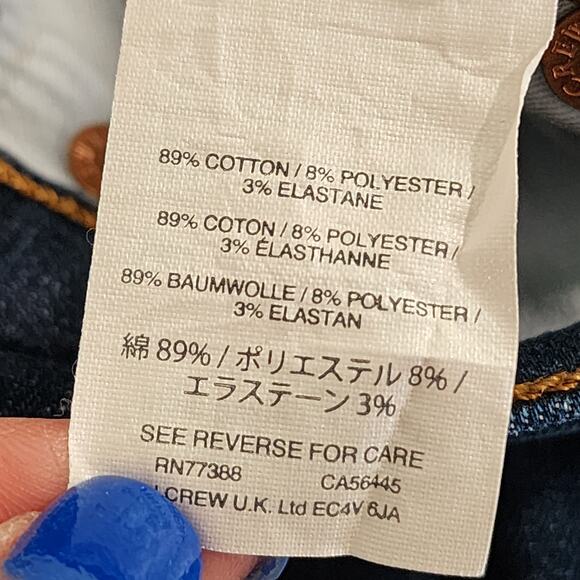 89% COTTON / 8% POLYESTER /
3% ELASTANE
89% COTON / 8% POLYESTER /
3% ÉLASTHANNE
89% BAUMWOLLE / 8% POLYESTER /
3% ELASTAN
綿 89% / ポリエステル 8% /
エラステーン 3%
SEE REVERSE FOR CARE
RN77388 CA56445
CREW U.K. Ltd EC4V 6JA